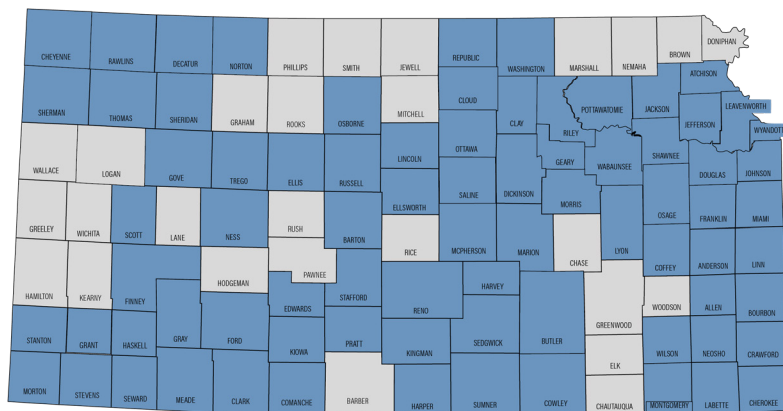 CHEYENNE
RAWLINS
DECATUR
NORTON
PHILLIPS
SMITH
JEWELL
REPUBLIC
WASHINGTON
MARSHALL
NEMAHA
BROWN
DONIPHAN
ATCHISON
SHERMAN
THOMAS
SHERIDAN
GRAHAM
ROOKS
OSBORNE
MITCHELL
CLOUD
CLAY
RILEY
POTTAWATOMIE
JACKSON
JEFFERSON
LEAVENWORTH
WYANDOTT
WALLACE
LOGAN
GOVE
TREGO
ELLIS
RUSSELL
LINCOLN
OTTAWA
SALINE
DICKINSON
GEARY
WABAUNSEE
SHAWNEE
DOUGLAS
JOHNSON
GREELEY
WICHITA
SCOTT
LANE
NESS
RUSH
BARTON
ELLSWORTH
RICE
MCPHERSON
MARION
MORRIS
CHASE
LYON
OSAGE
FRANKLIN
MIAMI
HAMILTON
KEARNY
FINNEY
HODGEMAN
PAWNEE
EDWARDS
STAFFORD
RENO
HARVEY
COFFEY
ANDERSON
LINN
STANTON
GRANT
HASKELL
GRAY
FORD
KIOWA
PRATT
KINGMAN
SEDGWICK
BUTLER
GREENWOOD
WOODSON
ALLEN
BOURBON
MORTON
STEVENS
SEWARD
MEADE
CLARK
COMANCHE
BARBER
HARPER
SUMNER
COWLEY
ELK
CHAUTAUQUA
WILSON
MONTGOMERY
NEOSHO
LABETTE
CRAWFORD
CHEROKEE